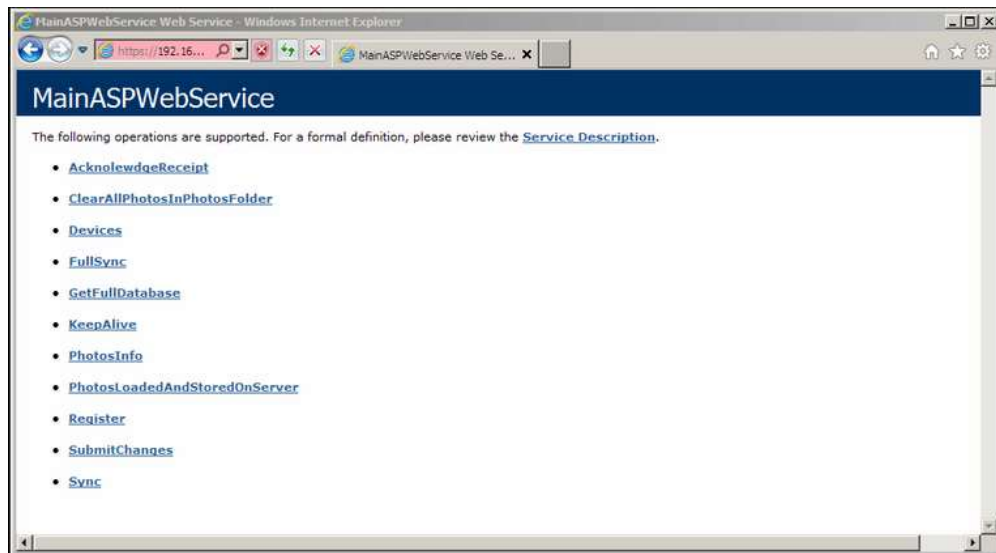 MainASPWebService Web Service - Windows Internet Explorer
https://192.16...
MainASPWebService Web Se...
MainASPWebService
The following operations are supported. For a formal definition, please review the Service Description.
AcknolewdgeReceipt
ClearAllPhotosInPhotosFolder
Devices
FullSync
GetFullDatabase
KeepAlive
PhotosInfo
PhotosLoadedAndStoredOnServer
Register
SubmitChanges
Sync